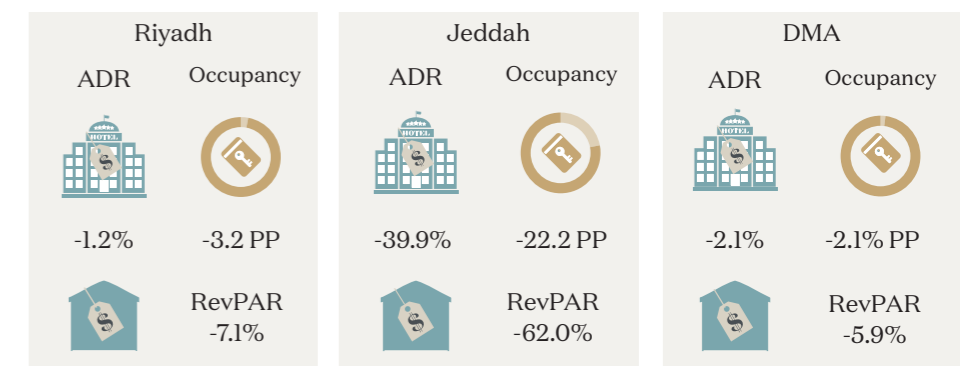 Riyadh
ADR
Occupancy
HOTEL
$
-1.2%
-3.2 PP
$
RevPAR
-7.1%
Jeddah
ADR
Occupancy
HOTEL
$
-39.9%
-22.2 PP
$
RevPAR
-62.0%
DMA
ADR
Occupancy
HOTEL
$
-2.1%
-2.1% PP
$
RevPAR
-5.9%